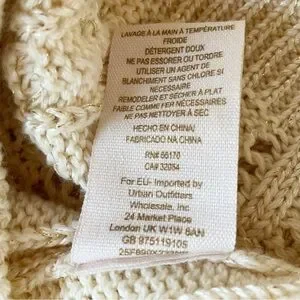 LAVAGE À LA MAIN À TEMPÉRATURE
FROIDE
DÉTERGENT DOUX
NE PAS ESSORER OU TORDRE
UTILISER UN AGENT DE
BLANCHIMENT SANS CHLORE SI
NECESSAIRE
REMODELER ET SÉCHER À PLAT
FAIBLE COMME FER NÉCESSAIRES
NE PAS NETTOYER À SEC
HECHO EN CHINA/
FABRICADO NA CHINA
RN# 66170
CA# 32054
For EU- Imported by
Urban Outfitters
Wholesale, Inc
24 Market Place
London UK W1W 8AN
GB 975119105